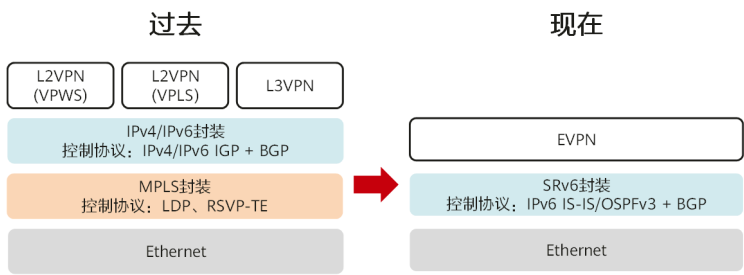 过去
L2VPN
(VPWS)
L2VPN
(VPLS)
L3VPN
IPv4/IPv6封装
控制协议：IPv4/IPv6 IGP + BGP
MPLS封装
控制协议：LDP、RSVP-TE
Ethernet
现在
EVPN
SRv6封装
控制协议：IPv6 IS-IS/OSPFv3 + BGP
Ethernet